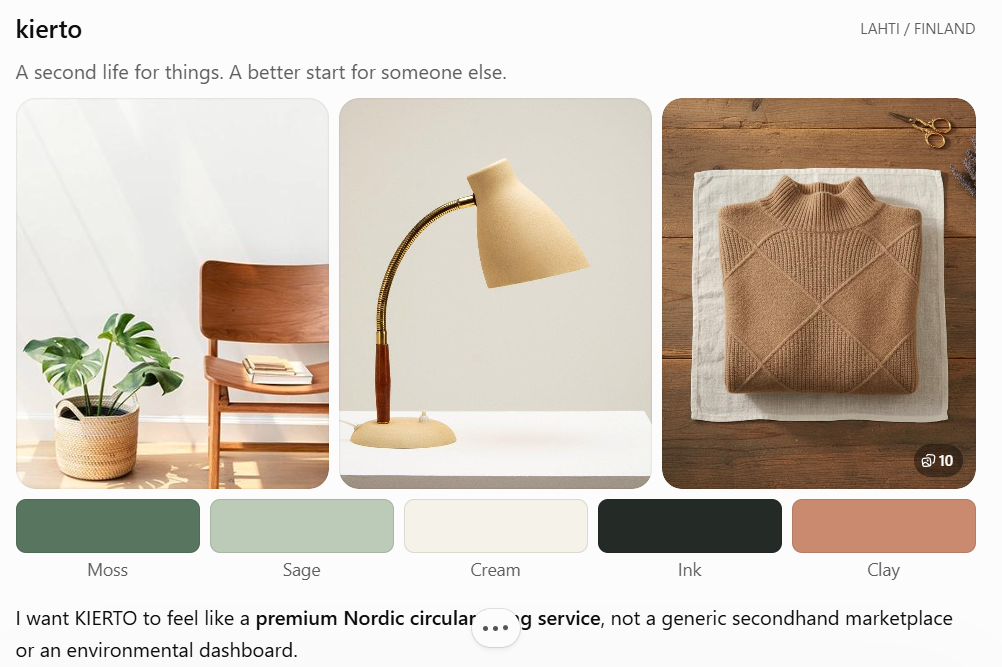 kierto
LAHTI / FINLAND
A second life for things. A better start for someone else.
10
Moss
Sage
Cream
Ink
Clay
I want KIERTO to feel like a premium Nordic circular service, not a generic secondhand marketplace
or an environmental dashboard.